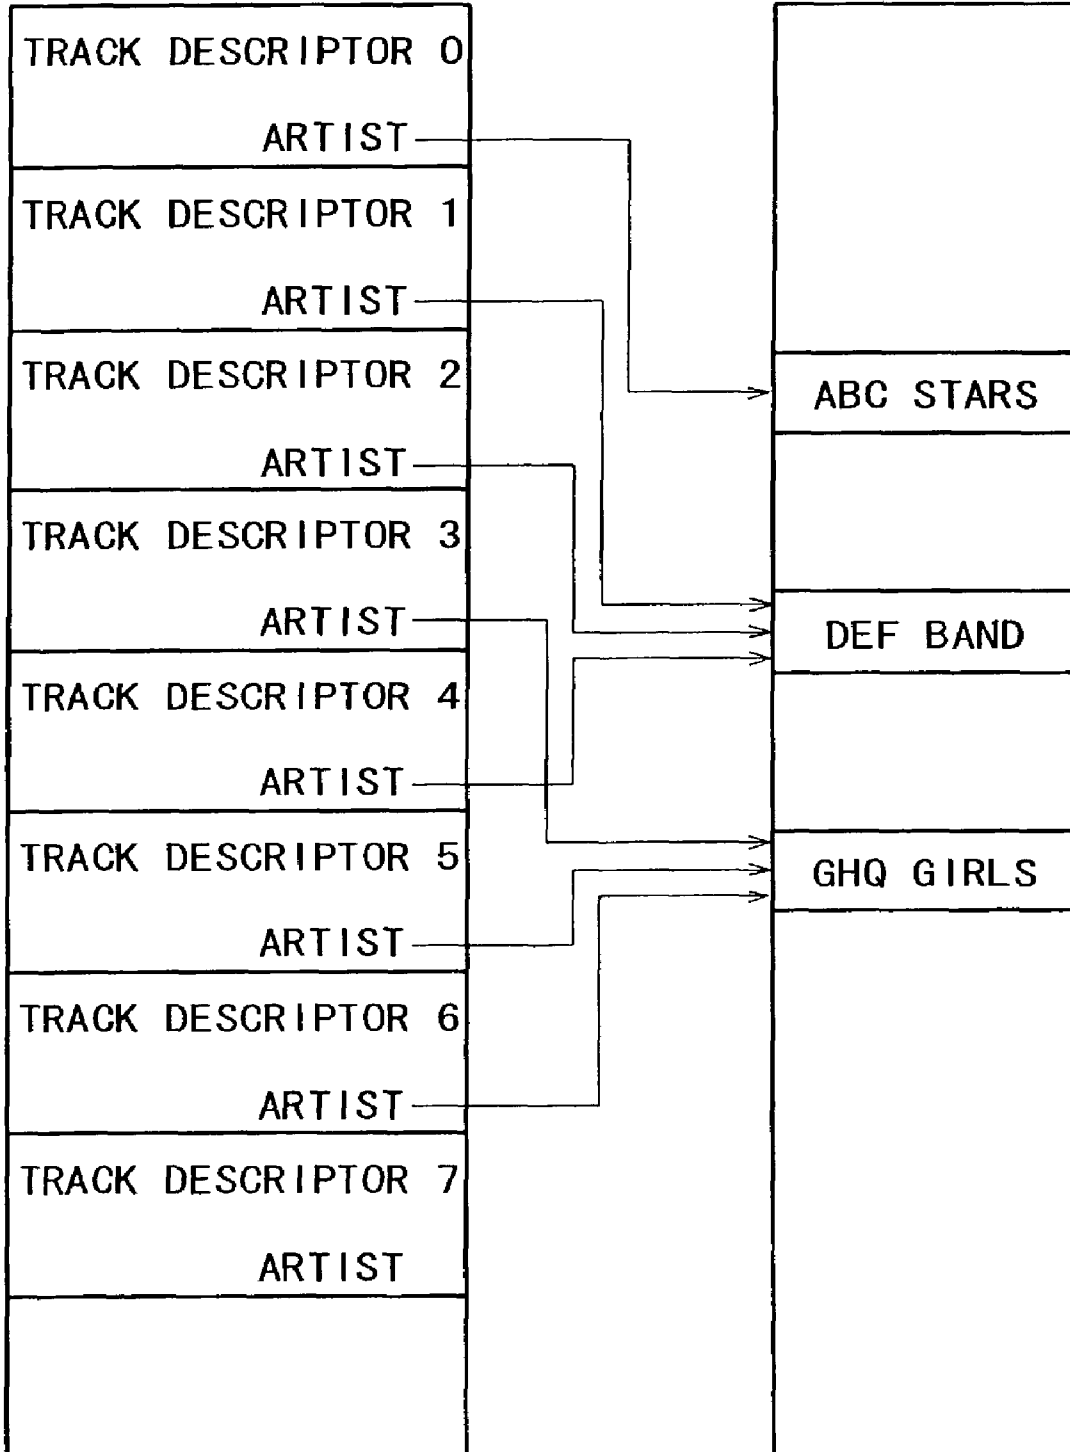 TRACK DESCRIPTOR 0
ARTIST
TRACK DESCRIPTOR 1
ARTIST
TRACK DESCRIPTOR 2
ARTIST
TRACK DESCRIPTOR 3
ARTIST
TRACK DESCRIPTOR 4
ARTIST
TRACK DESCRIPTOR 5
ARTIST
TRACK DESCRIPTOR 6
ARTIST
TRACK DESCRIPTOR 7
ARTIST
ABC STARS
DEF BAND
GHQ GIRLS